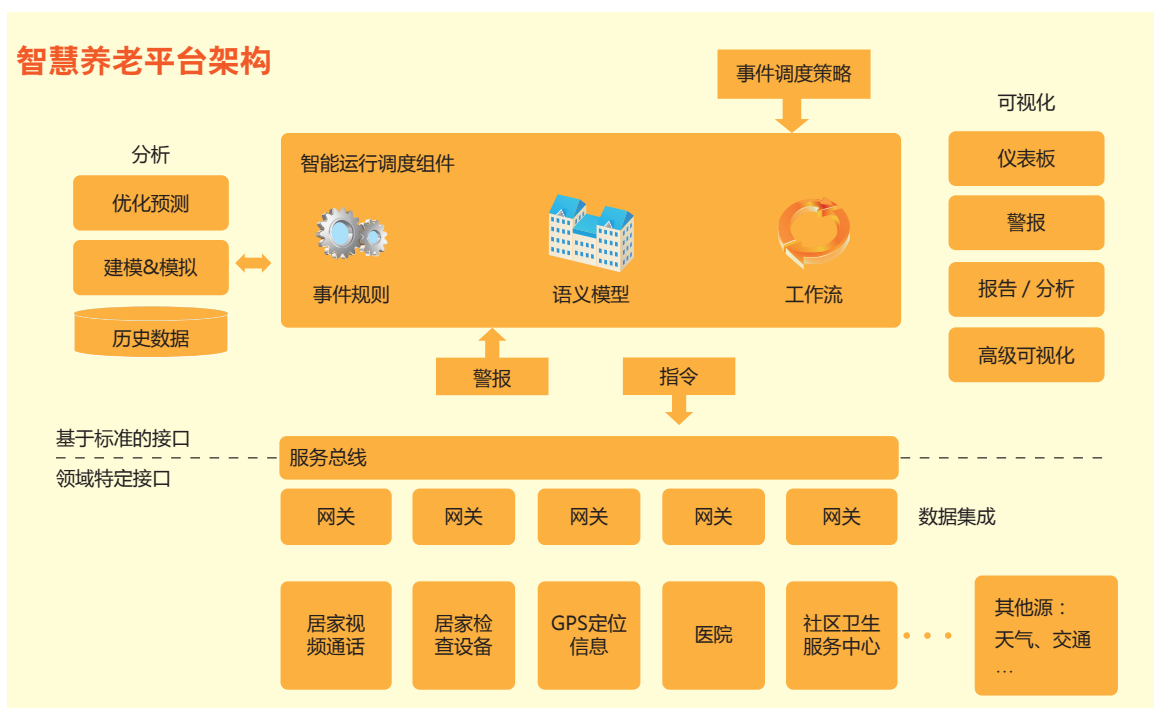 智慧养老平台架构
事件调度策略
可视化
仪表板
警报
报告 / 分析
高级可视化
分析
优化预测
建模&模拟
历史数据
智能运行调度组件
事件规则
语义模型
工作流
警报
指令
基于标准的接口
领域特定接口
服务总线
网关
网关
网关
网关
网关
数据集成
居家视
频通话
居家检
查设备
GPS定位
信息
医院
社区卫生
服务中心
其他源：
天气、交通
…